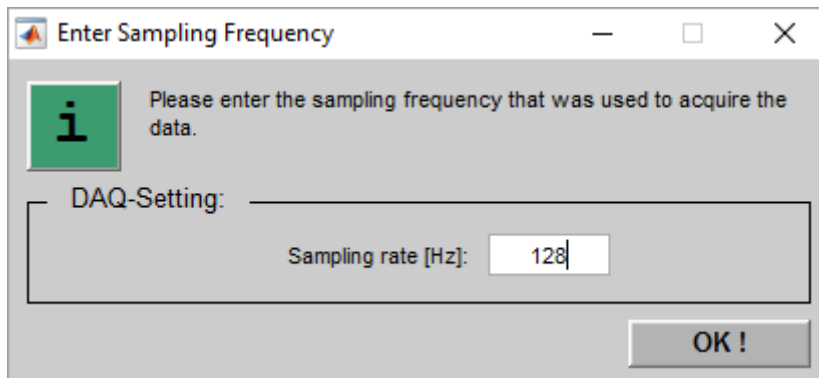 Enter Sampling Frequency
i
Please enter the sampling frequency that was used to acquire the
data.
DAQ-Setting:
Sampling rate [Hz]: 128
OK !